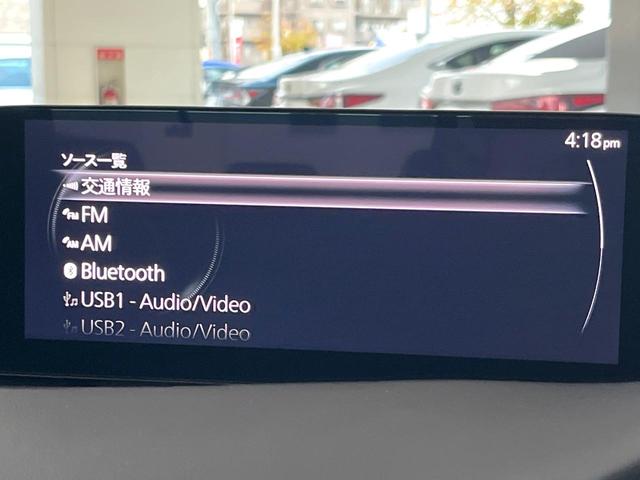 4:18pm
ソース一覧
交通情報
FM
AM
Bluetooth
USB1 - Audio/Video
USB2 - Audio/Video